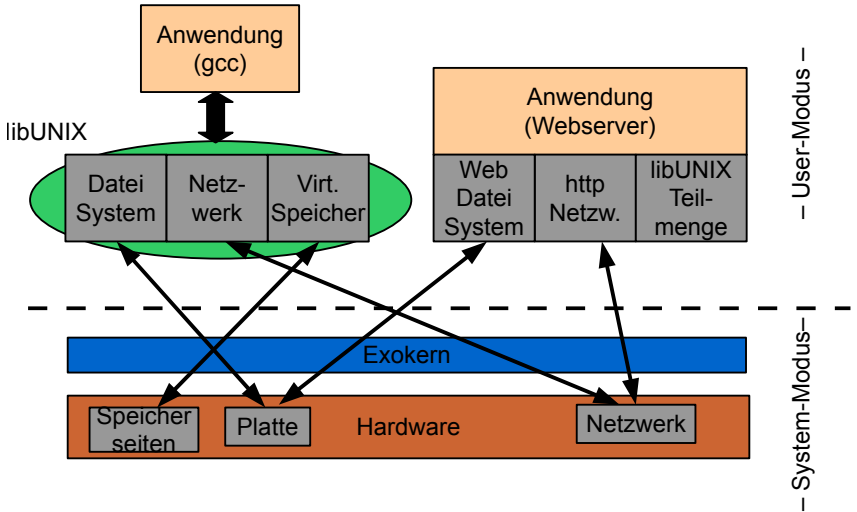 Anwendung
(gcc)
libUNIX
Datei
System
Netz-
werk
Virt.
Speicher
Anwendung
(Webserver)
Web
Datei
System
http
Netzw.
libUNIX
Teil-
menge
– User-Modus –
Exokern
Speicher
seiten
Platte
Hardware
Netzwerk
– System-Modus–